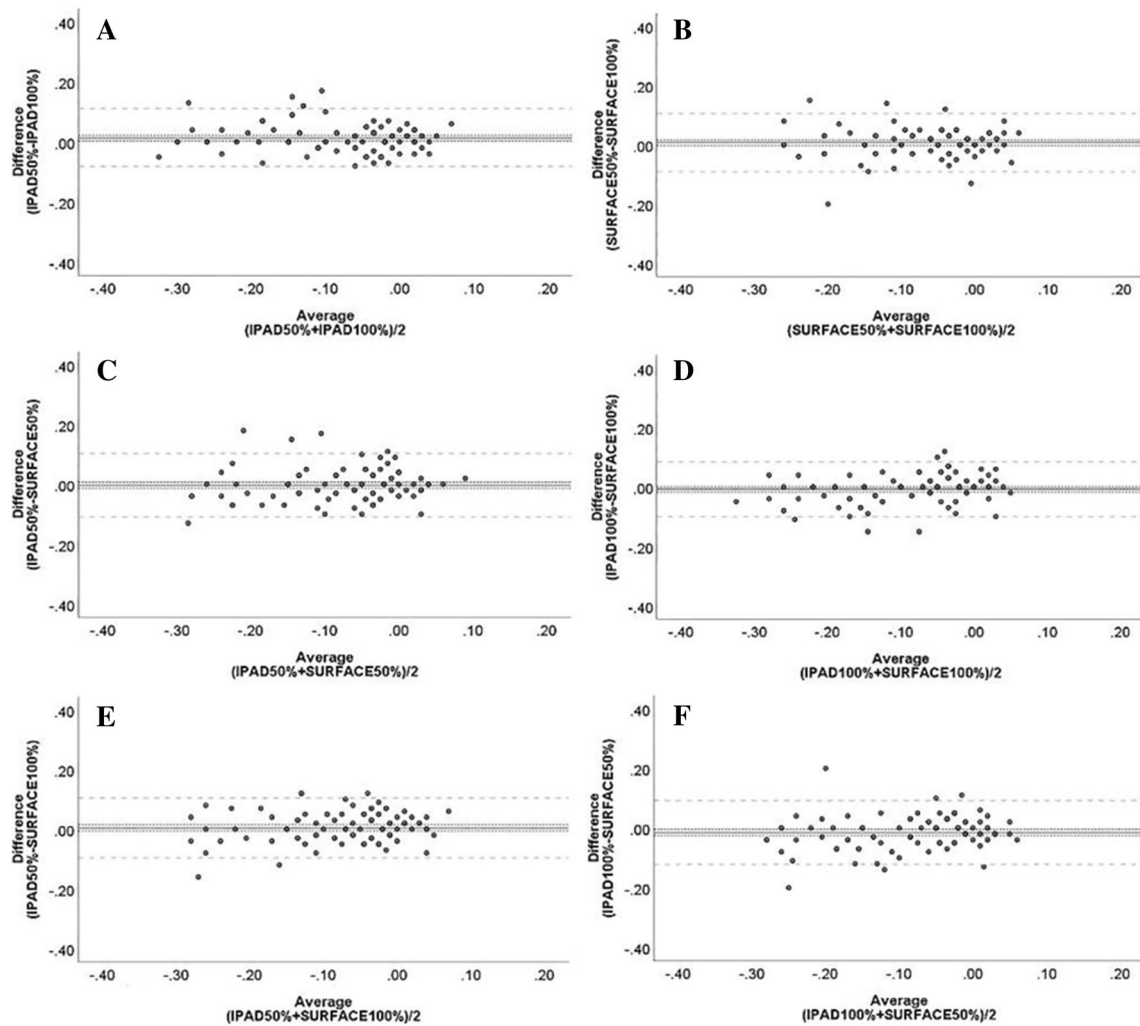 A
Difference
(IPAD50%-IPAD100%)
.40
.20
.00
-.20
-.40
-.40
-.30
-.20
-.10
.00
.10
.20
Average
(IPAD50%+IPAD100%)/2
B
Difference
(SURFACE50%-SURFACE100%)
.40
.20
.00
-.20
-.40
-.40
-.30
-.20
-.10
.00
.10
.20
Average
(SURFACE50%+SURFACE100%)/2
C
Difference
(IPAD50%-SURFACE50%)
.40
.20
.00
-.20
-.40
-.40
-.30
-.20
-.10
.00
.10
.20
Average
(IPAD50%+SURFACE50%)/2
D
Difference
(IPAD100%-SURFACE100%)
.40
.20
.00
-.20
-.40
-.40
-.30
-.20
-.10
.00
.10
.20
Average
(IPAD100%+SURFACE100%)/2
E
Difference
(IPAD50%-SURFACE100%)
.40
.20
.00
-.20
-.40
-.40
-.30
-.20
-.10
.00
.10
.20
Average
(IPAD50%+SURFACE100%)/2
F
Difference
(IPAD100%-SURFACE50%)
.40
.20
.00
-.20
-.40
-.40
-.30
-.20
-.10
.00
.10
.20
Average
(IPAD100%+SURFACE50%)/2